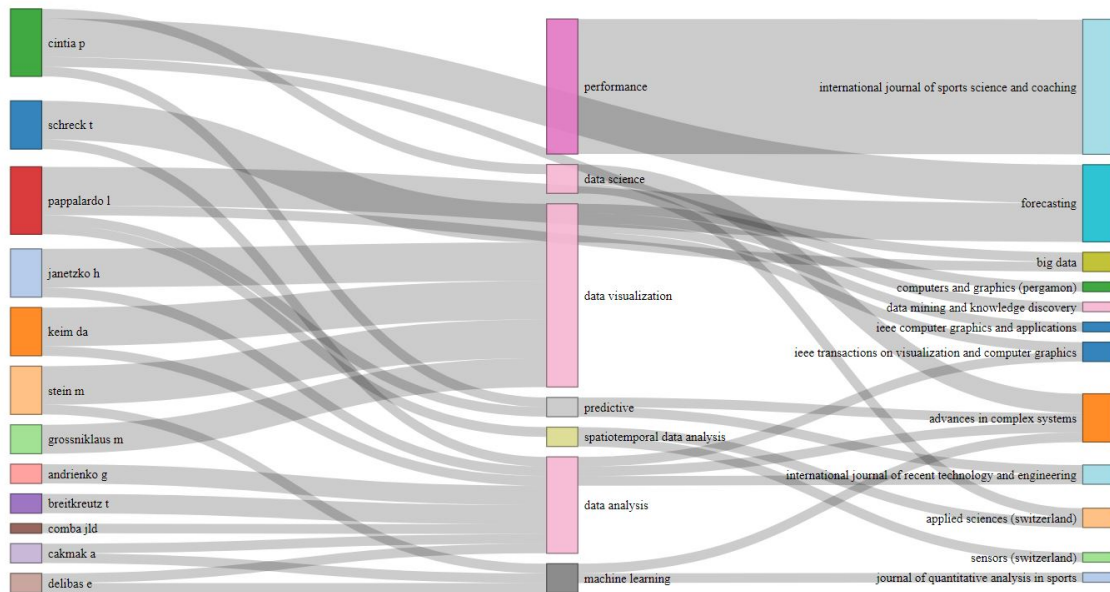 cintia p
schreck t
pappalardo l
janetzko h
keim da
stein m
grossniklaus m
andrienko g
breitkreutz t
comba jld
cakmak a
delibas e
performance
data science
data visualization
predictive
spatiotemporal data analysis
data analysis
machine learning
international journal of sports science and coaching
forecasting
big data
computers and graphics (pergamon)
data mining and knowledge discovery
ieee computer graphics and applications
ieee transactions on visualization and computer graphics
advances in complex systems
international journal of recent technology and engineering
applied sciences (switzerland)
sensors (switzerland)
journal of quantitative analysis in sports